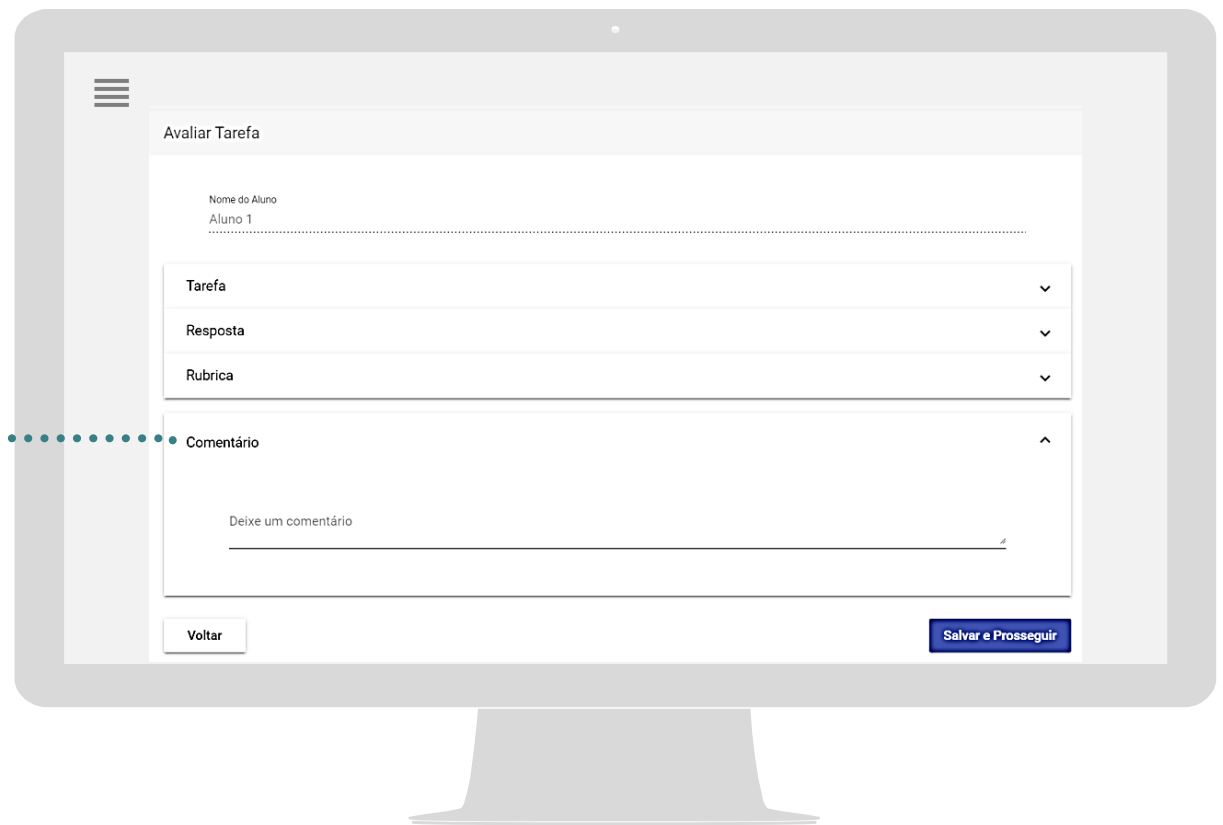 Avaliar Tarefa
Nome do Aluno
Aluno 1
Tarefa
Resposta
Rubrica
Comentário
Deixe um comentário
Voltar
Salvar e Prosseguir